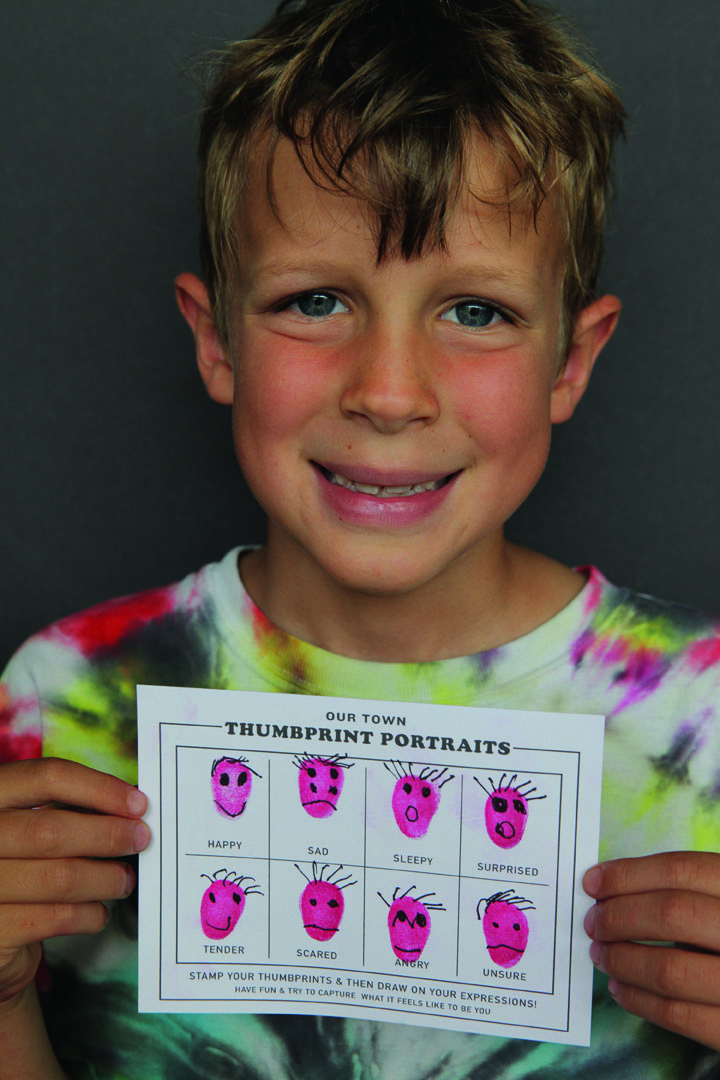 OUR TOWN
THUMBPRINT PORTRAITS
HAPPY
SAD
SLEEPY
SURPRISED
TENDER
SCARED
ANGRY
UNSURE
STAMP YOUR THUMBPRINTS & THEN DRAW ON YOUR EXPRESSIONS!
HAVE FUN & TRY TO CAPTURE WHAT IT FEELS LIKE TO BE YOU